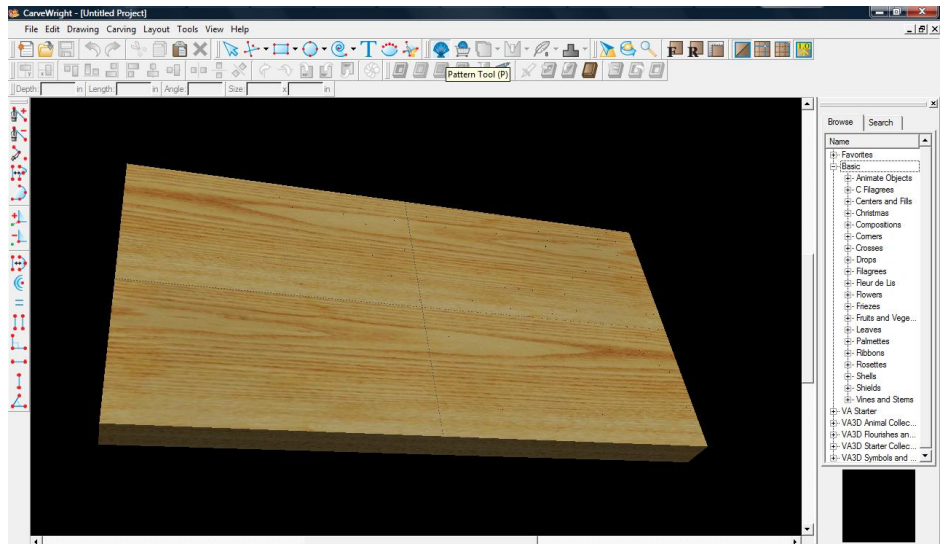 CarveWright - [Untitled Project]
File Edit Drawing Carving Layout Tools View Help
T F R
Pattern Tool (P)
Depth: in Length: in Angle: Size: x in
Browse Search
Name
Favorites
Basic
Animate Objects
C Filagrees
Centers and Fills
Christmas
Compositions
Corners
Crosses
Drops
Filagrees
Fleur de Lis
Flowers
Friezes
Fruits and Vege...
Leaves
Palmettes
Ribbons
Rosettes
Shells
Shields
Vines and Stems
VA Starter
VA3D Animal Collec...
VA3D Flourishes an...
VA3D Starter Collec...
VA3D Symbols and ...